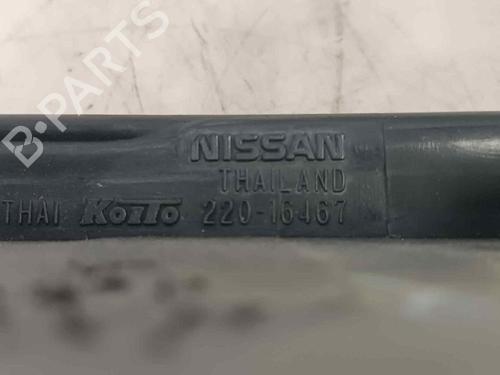 B-PARTS
NISSAN
THAILAND
THAI KOITO 220-16467